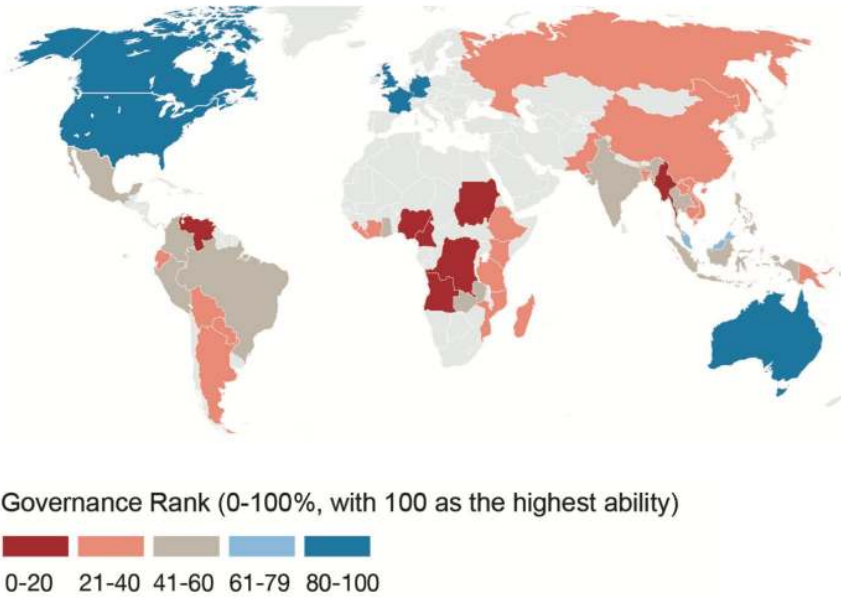 Governance Rank (0-100%, with 100 as the highest ability)
0-20 21-40 41-60 61-79 80-100